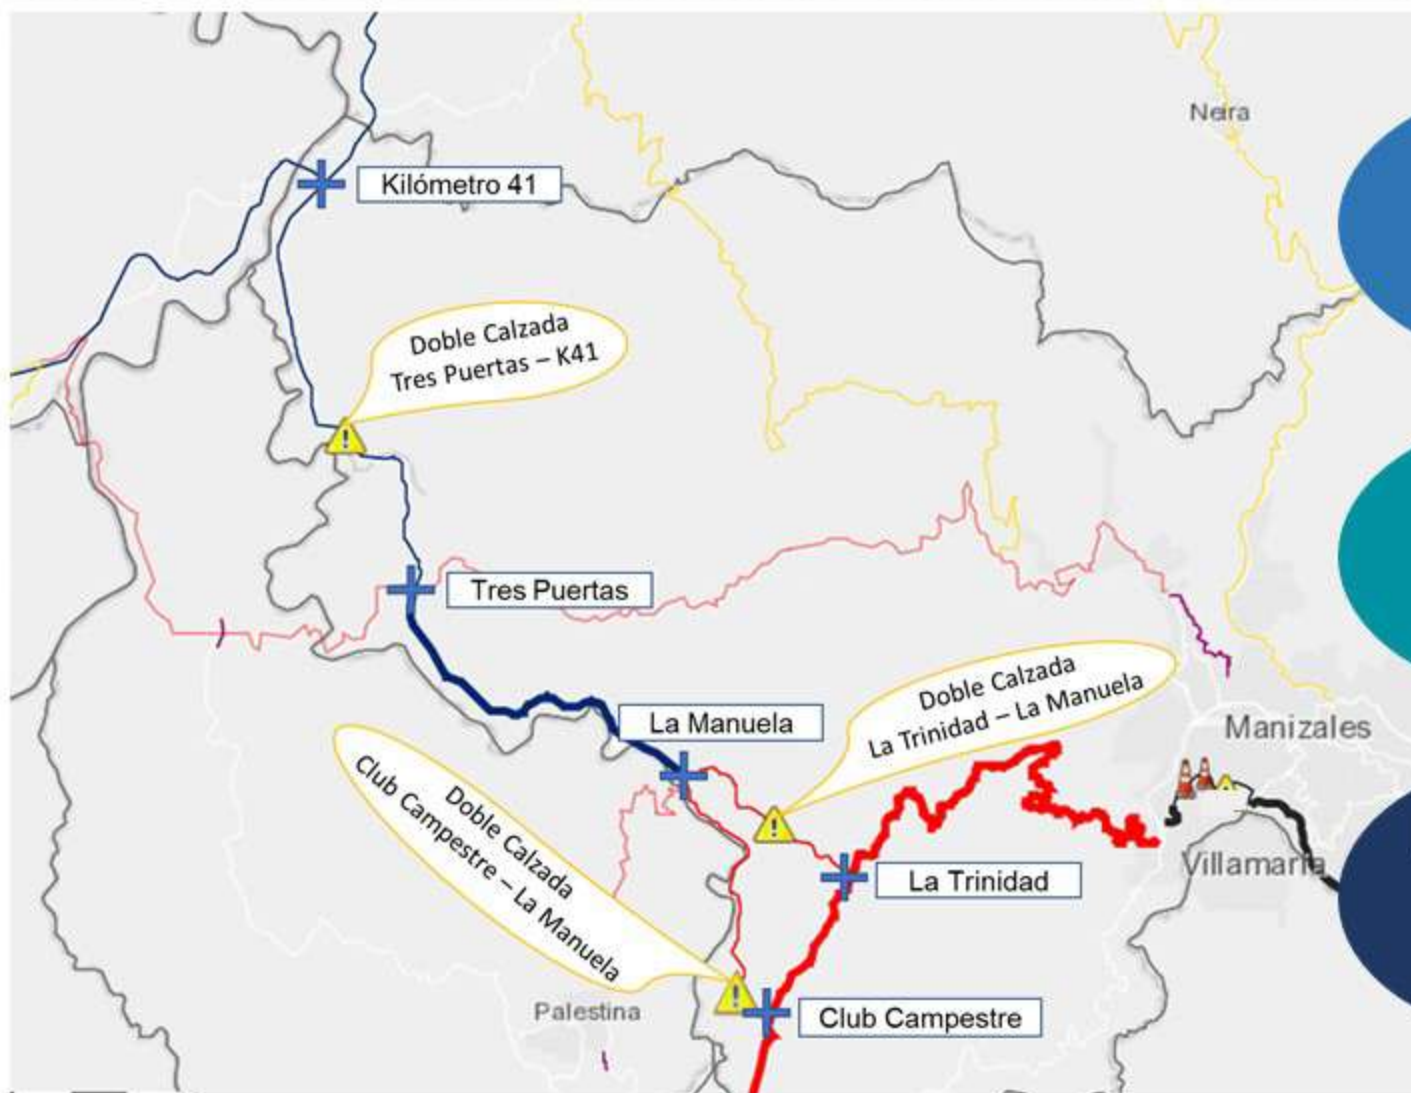 Neira
Kilómetro 41
Doble Calzada
Tres Puertas – K41
Tres Puertas
Doble Calzada
La Trinidad – La Manuela
La Manuela
Manizales
Doble Calzada
Club Campestre – La Manuela
Villamaría
La Trinidad
Palestina
Club Campestre